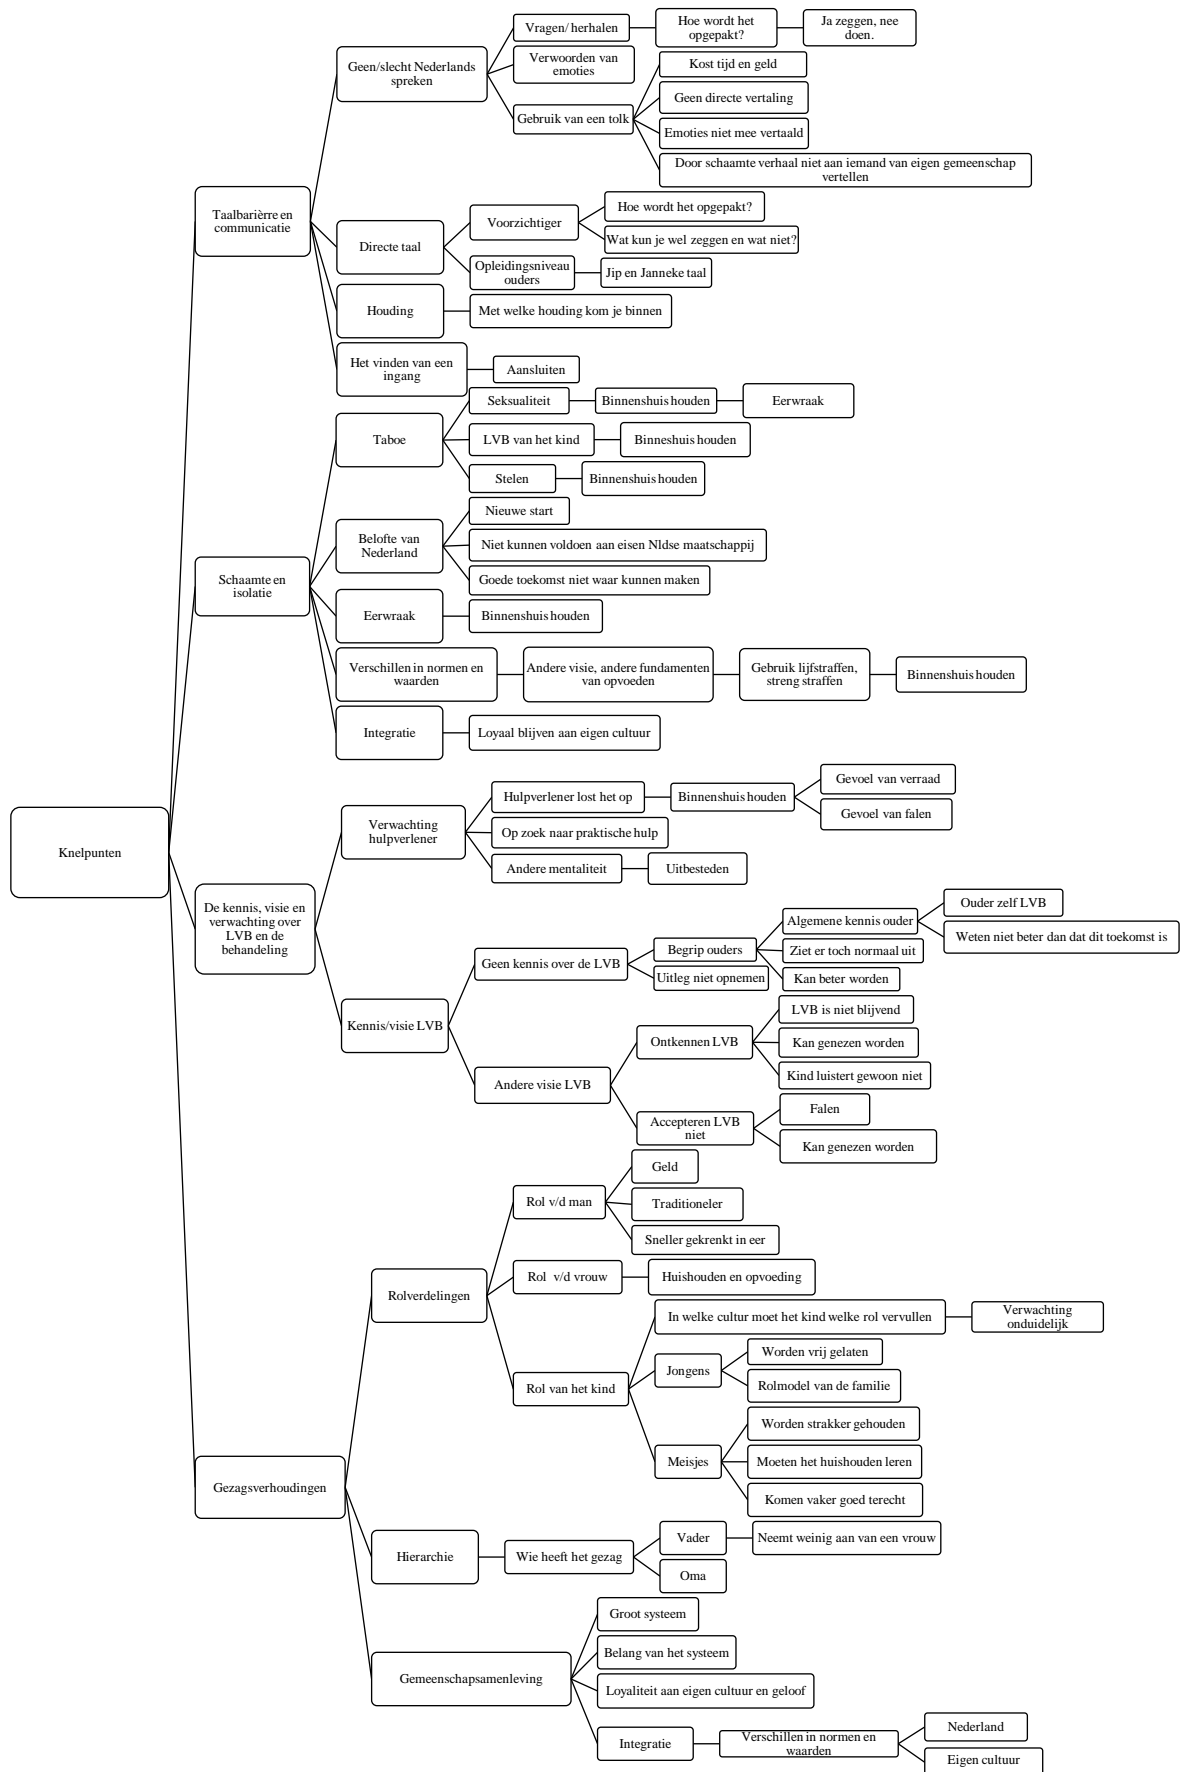 Vragen/ herhalen
Hoe wordt het
opgepakt?
Ja zeggen, nee
doen.
Geen/slecht Nederlands
spreken
Verwoorden van
emoties
Kost tijd en geld
Geen directe vertaling
Gebruik van een tolk
Emoties niet mee vertaald
Door schaamte verhaal niet aan iemand van eigen gemeenschap
vertellen
Taalbarièrre en
communicatie
Hoe wordt het opgepakt?
Voorzichtiger
Wat kun je wel zeggen en wat niet?
Directe taal
Opleidingsniveau
ouders
Jip en Janneke taal
Houding
Met welke houding kom je binnen
Het vinden van een
ingang
Aansluiten
Seksualiteit
Binnenshuis houden
Eerwraak
Taboe
LVB van het kind
Binneshuis houden
Stelen
Binnenshuis houden
Nieuwe start
Belofte van
Nederland
Niet kunnen voldoen aan eisen Nldse maatschappij
Goede toekomst niet waar kunnen maken
Schaamte en
isolatie
Eerwraak
Binnenshuis houden
Verschillen in normen en
waarden
Andere visie, andere fundamenten
van opvoeden
Gebruik lijfstraffen,
streng straffen
Binnenshuis houden
Integratie
Loyaal blijven aan eigen cultuur
Knelpunten
Verwachting
hulpverlener
Hulpverlener lost het op
Binnenshuis houden
Gevoel van verraad
Gevoel van falen
Op zoek naar praktische hulp
Andere mentaliteit
Uitbesteden
De kennis, visie en
verwachting over
LVB en de
behandeling
Ouder zelf LVB
Algemene kennis ouder
Weten niet beter dan dat dit toekomst is
Begrip ouders
Ziet er toch normaal uit
Geen kennis over de LVB
Uitleg niet opnemen
Kan beter worden
Kennis/visie LVB
LVB is niet blijvend
Ontkennen LVB
Kan genezen worden
Kind luistert gewoon niet
Andere visie LVB
Falen
Accepteren LVB
niet
Kan genezen worden
Geld
Rol v/d man
Traditioneler
Sneller gekrenkt in eer
Rolverdelingen
Rol v/d vrouw
Huishouden en opvoeding
In welke cultur moet het kind welke rol vervullen
Verwachting
onduidelijk
Worden vrij gelaten
Jongens
Rolmodel van de familie
Rol van het kind
Worden strakker gehouden
Meisjes
Moeten het huishouden leren
Komen vaker goed terecht
Gezagsverhoudingen
Hierarchie
Wie heeft het gezag
Vader
Neemt weinig aan van een vrouw
Oma
Groot systeem
Belang van het systeem
Gemeenschapsamenleving
Loyaliteit aan eigen cultuur en geloof
Integratie
Verschillen in normen en
waarden
Nederland
Eigen cultuur